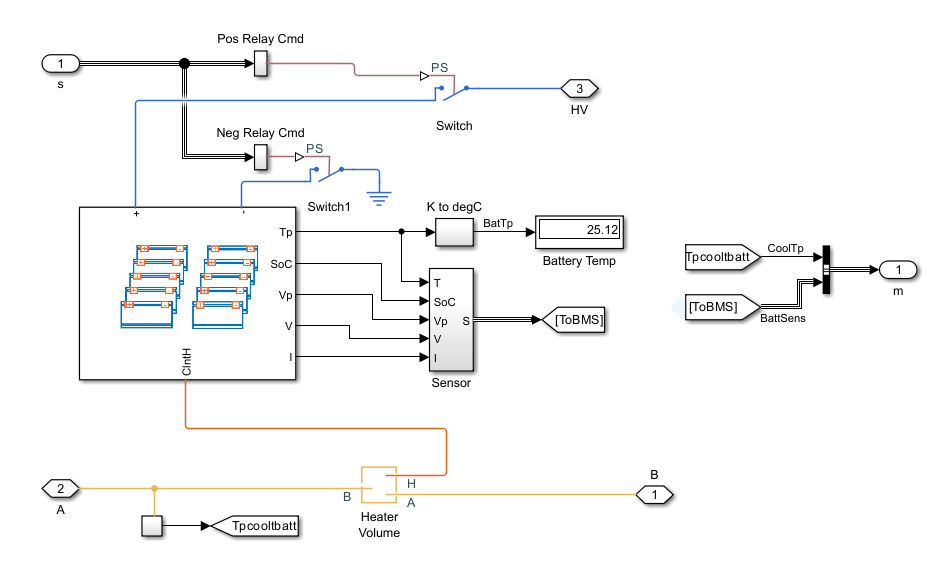 Pos Relay Cmd
1
s
PS
3
HV
Switch
Neg Relay Cmd
PS
Switch1
+
-
K to degC
BatTp
25.12
Battery Temp
Tp
SoC
Vp
V
I
T
SoC
Vp
V
I
S
Sensor
[ToBMS]
Tpcooltbatt
CoolTp
[ToBMS]
BattSens
1
m
ClntH
2
A
B
H
A
Heater
Volume
B
1
Tpcooltbatt